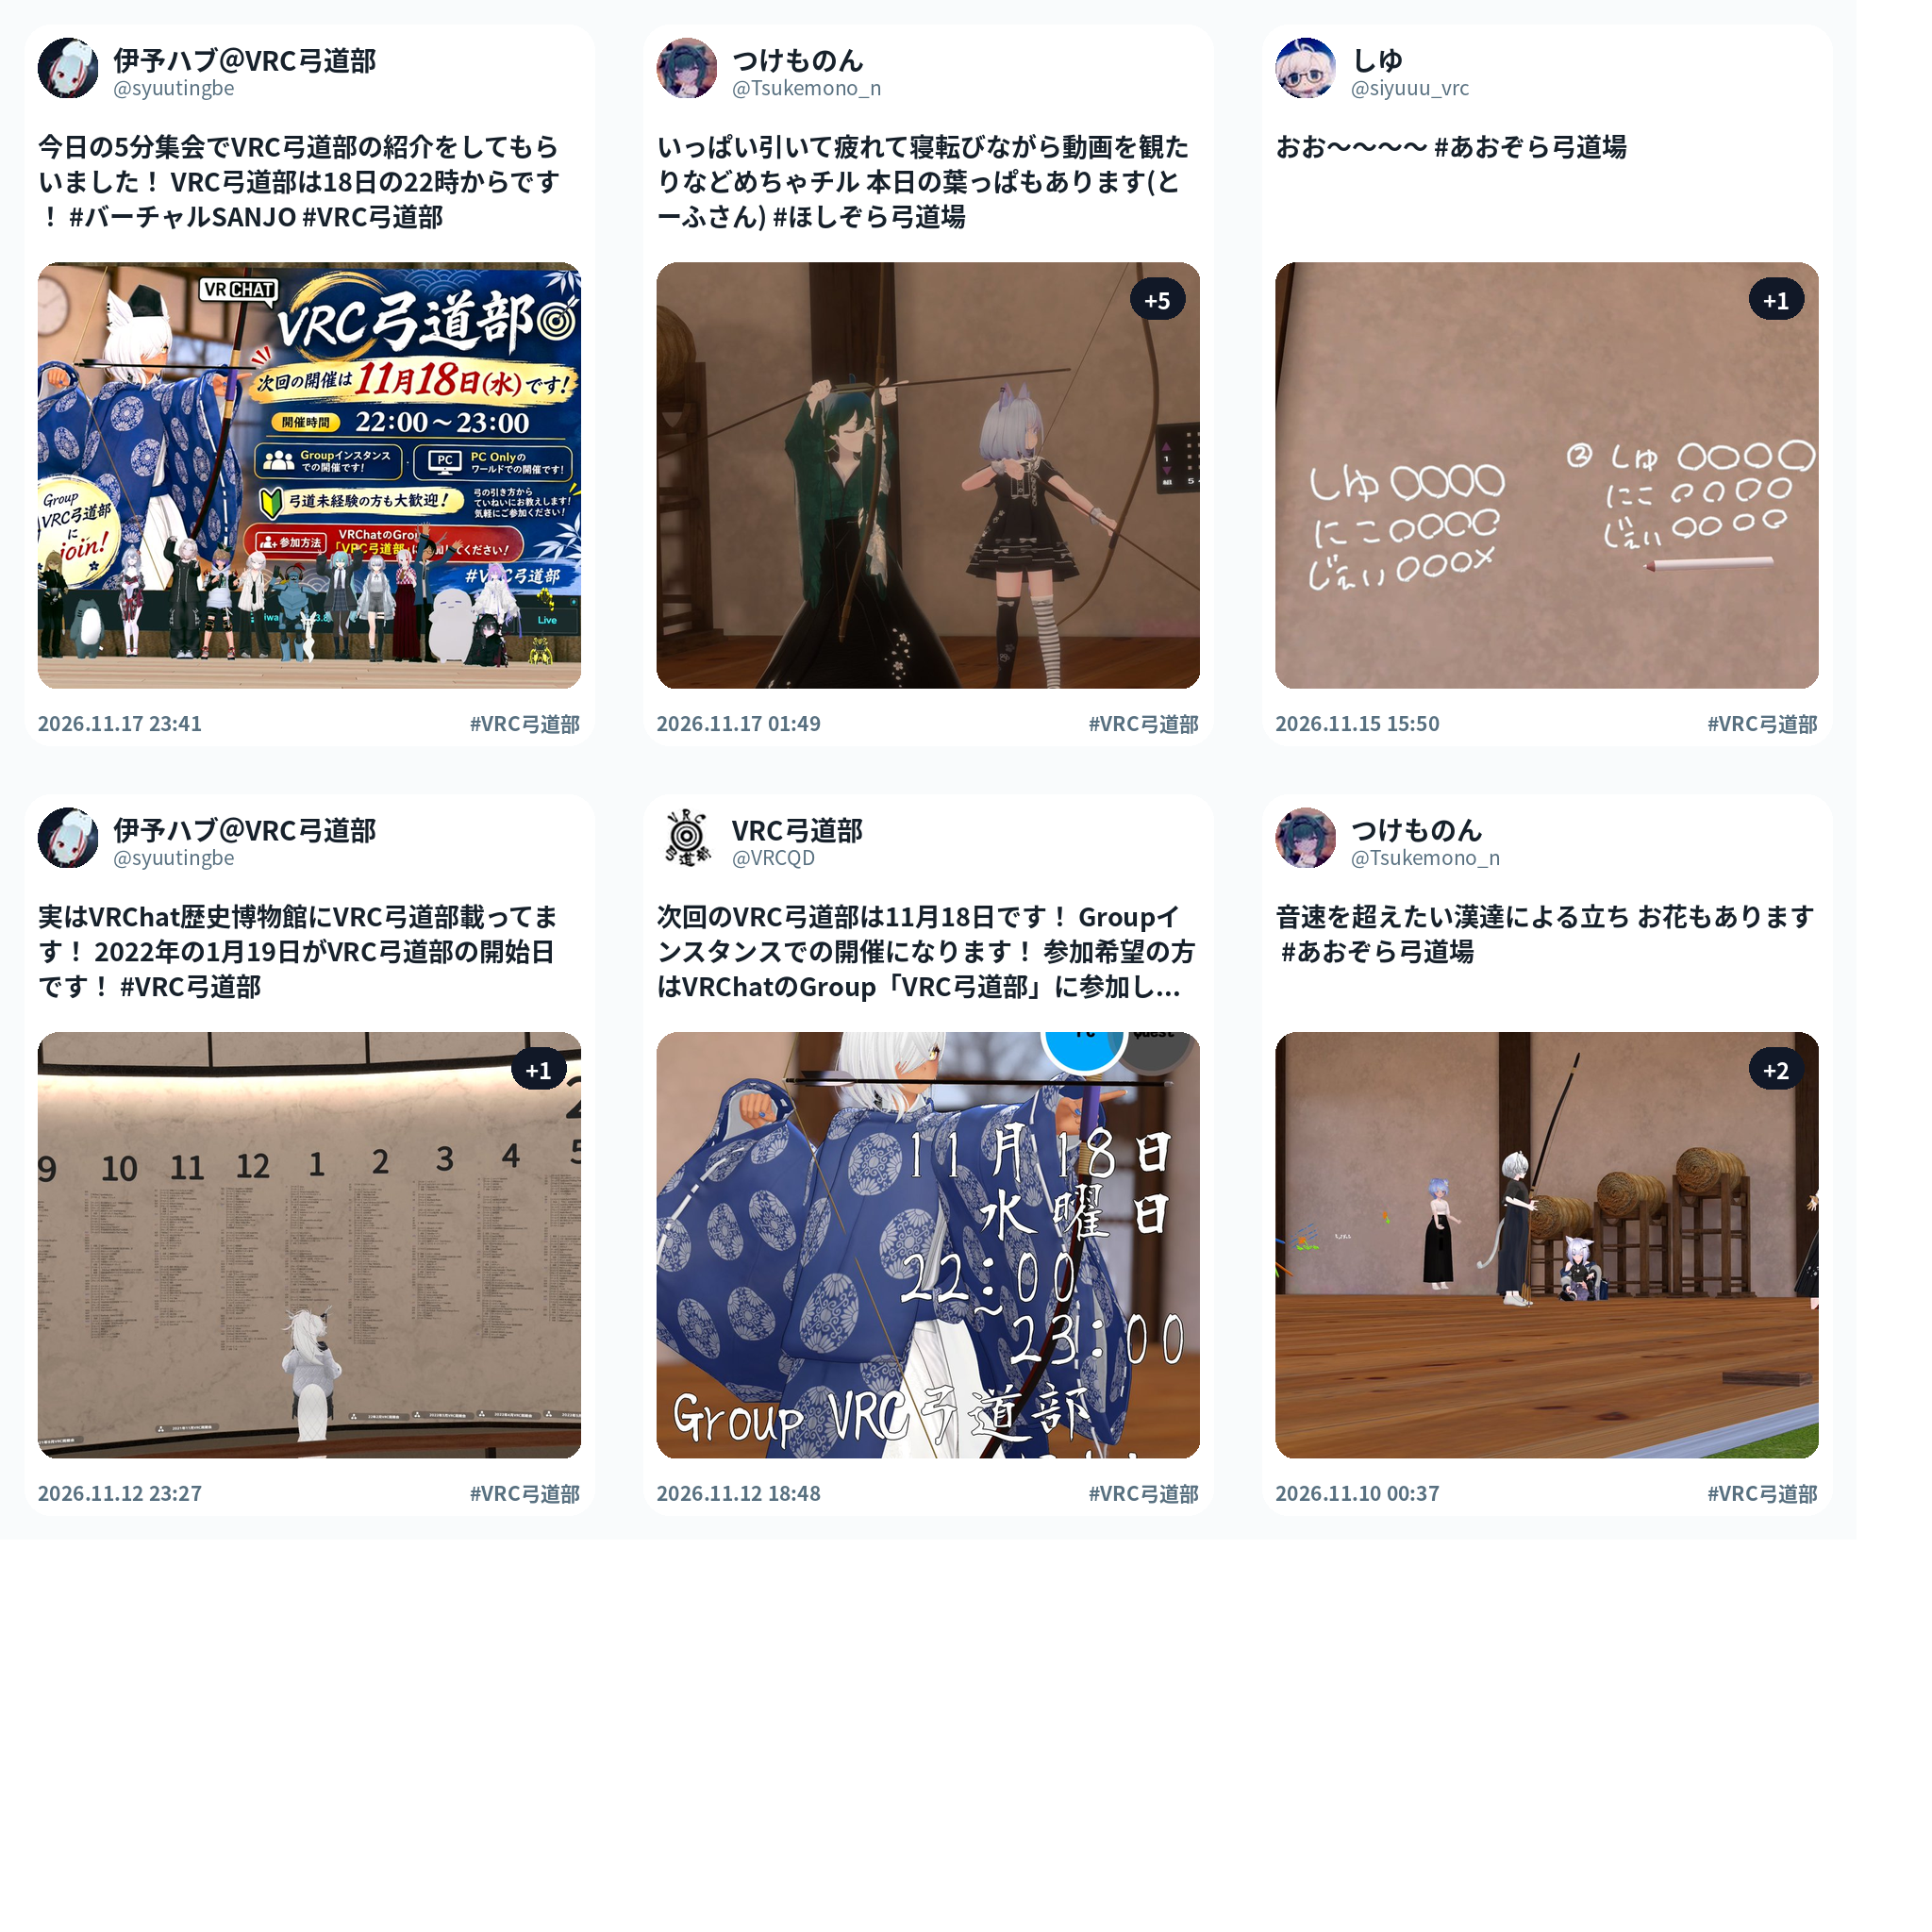 伊予ハブ@VRC弓道部
@syuutingbe
今日の5分集会でVRC弓道部の紹介をしてもら
いました！ VRC弓道部は18日の22時からです
！ #バーチャルSANJO #VRC弓道部
VRCHAT
VRC弓道部
次回の開催は11月18日(水)です!
開催時間 22:00～23:00
Groupインスタンス
での開催です!
PC
PC Onlyの
ワールドでの開催です!
弓道未経験の方も大歓迎!
弓の引き方から
ていねいにお教えします!
気軽にご参加ください!
Group
VRC弓道部
に
join!
参加方法
Live
2026.11.17 23:41
#VRC弓道部
つけものん
@Tsukemono_n
いっぱい引いて疲れて寝転びながら動画を観た
りなどめちゃチル 本日の葉っぱもあります(と
ーふさん) #ほしぞら弓道場
+5
1
2026.11.17 01:49
#VRC弓道部
しゆ
@siyuuu_vrc
おお〜〜〜〜 #あおぞら弓道場
+1
しゆ○○○○
にこ○○○○
じぇい○○○×
② しゆ ○○○○
にこ ○○○○
じぇい ○○○○
2026.11.15 15:50
#VRC弓道部
伊予ハブ@VRC弓道部
@syuutingbe
実はVRChat歴史博物館にVRC弓道部載ってま
す！ 2022年の1月19日がVRC弓道部の開始日
です！ #VRC弓道部
+1
2
9 10 11 12 1 2 3 4 5
2026.11.12 23:27
#VRC弓道部
VRC弓道部
@VRCQD
次回のVRC弓道部は11月18日です！ Groupイ
ンスタンスでの開催になります！ 参加希望の方
はVRChatのGroup「VRC弓道部」に参加し...
11月18日
水曜日
22:00
~
23:00
Group VRC弓道部
2026.11.12 18:48
#VRC弓道部
つけものん
@Tsukemono_n
音速を超えたい漢達による立ち お花もあります
#あおぞら弓道場
+2
2026.11.10 00:37
#VRC弓道部